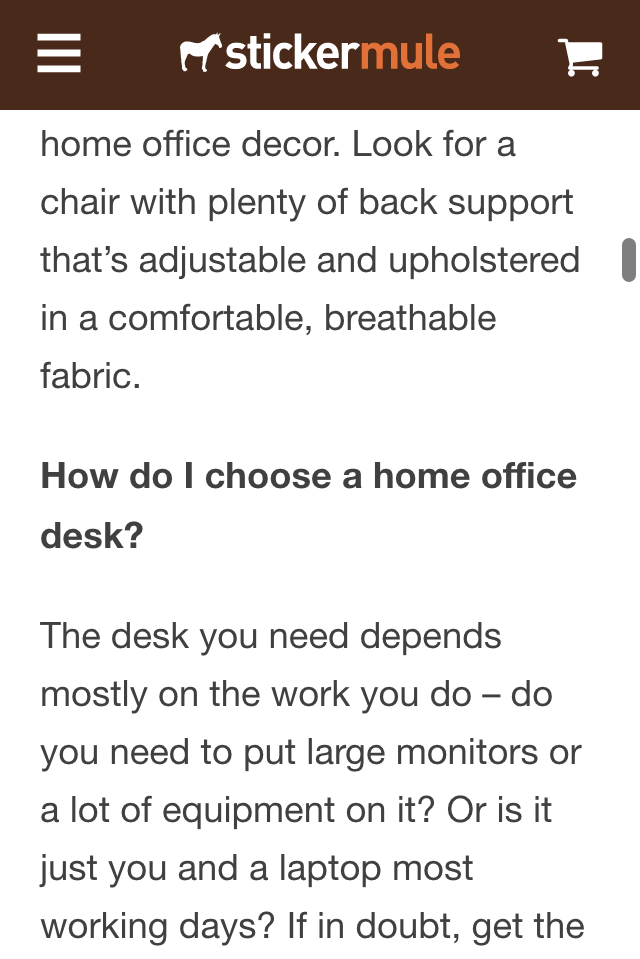 stickermule
home office decor. Look for a
chair with plenty of back support
that’s adjustable and upholstered
in a comfortable, breathable
fabric.
How do I choose a home office
desk?
The desk you need depends
mostly on the work you do – do
you need to put large monitors or
a lot of equipment on it? Or is it
just you and a laptop most
working days? If in doubt, get the